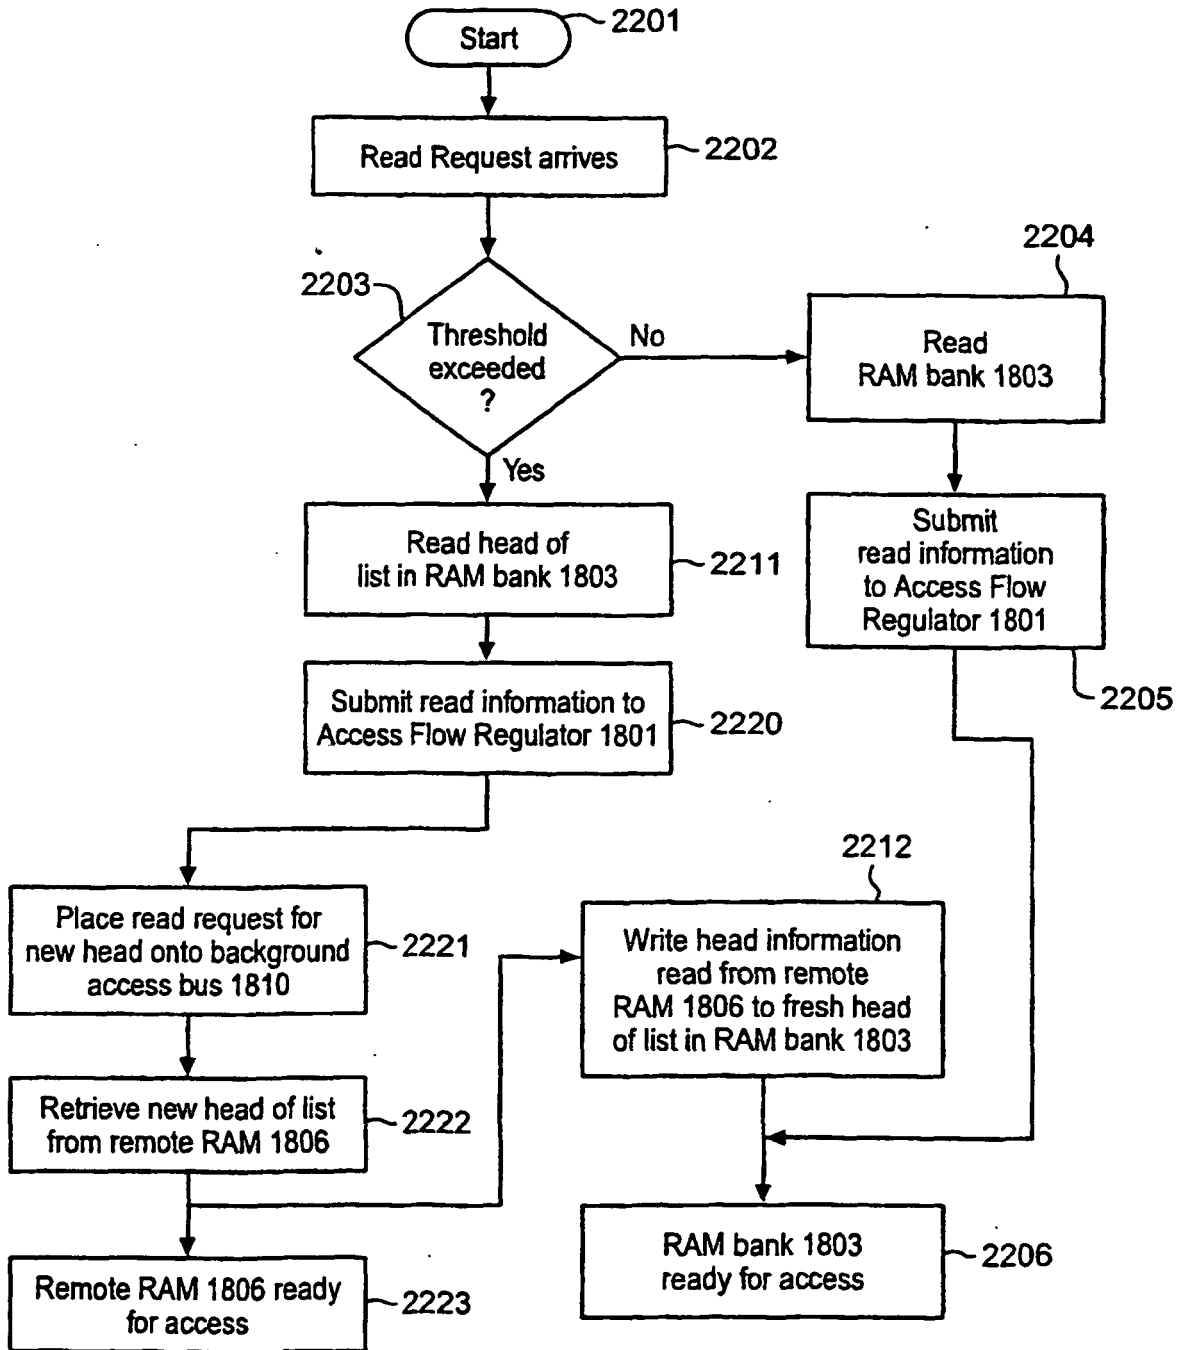 2201
Start
Read Request arrives
2202
2203
Threshold
exceeded
?
No
Yes
2204
Read
RAM bank 1803
Submit
read information
to Access Flow
Regulator 1801
2205
Read head of
list in RAM bank 1803
2211
Submit read information to
Access Flow Regulator 1801
2220
Place read request for
new head onto background
access bus 1810
2221
2212
Write head information
read from remote
RAM 1806 to fresh head
of list in RAM bank 1803
Retrieve new head of list
from remote RAM 1806
2222
Remote RAM 1806 ready
for access
2223
RAM bank 1803
ready for access
2206